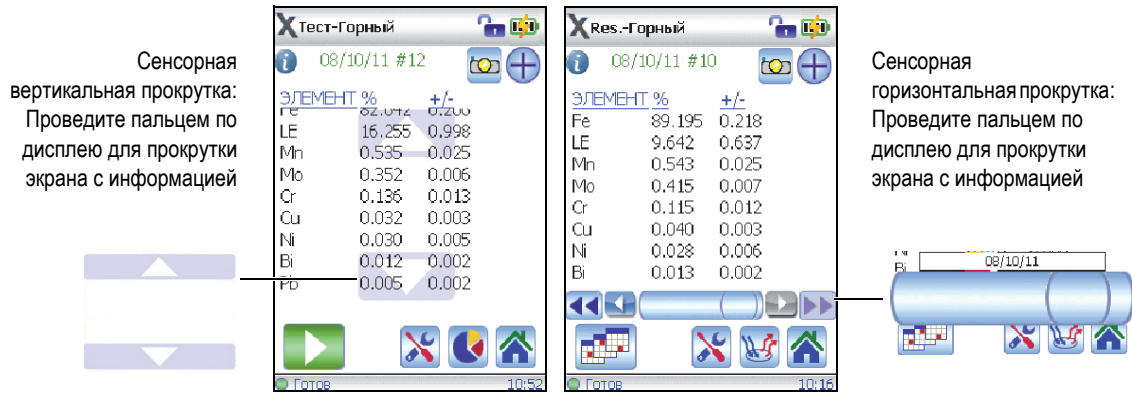 Сенсорная
вертикальная прокрутка:
Проведите пальцем по
дисплею для прокрутки
экрана с информацией
Тест-Горный
08/10/11 #12
ЭЛЕМЕНТ % +/-
Fe 82.042 0.200
LE 16.255 0.998
Mn 0.535 0.025
Mo 0.352 0.006
Cr 0.136 0.013
Cu 0.032 0.003
Ni 0.030 0.005
Bi 0.012 0.002
Pb 0.005 0.002
Готов 10:52
Res.-Горный
08/10/11 #10
ЭЛЕМЕНТ % +/-
Fe 89.195 0.218
LE 9.642 0.637
Mn 0.543 0.025
Mo 0.415 0.007
Cr 0.115 0.012
Cu 0.040 0.003
Ni 0.028 0.006
Bi 0.013 0.002
Готов 10:16
Сенсорная
горизонтальная прокрутка:
Проведите пальцем по
дисплею для прокрутки
экрана с информацией
Bi
08/10/11